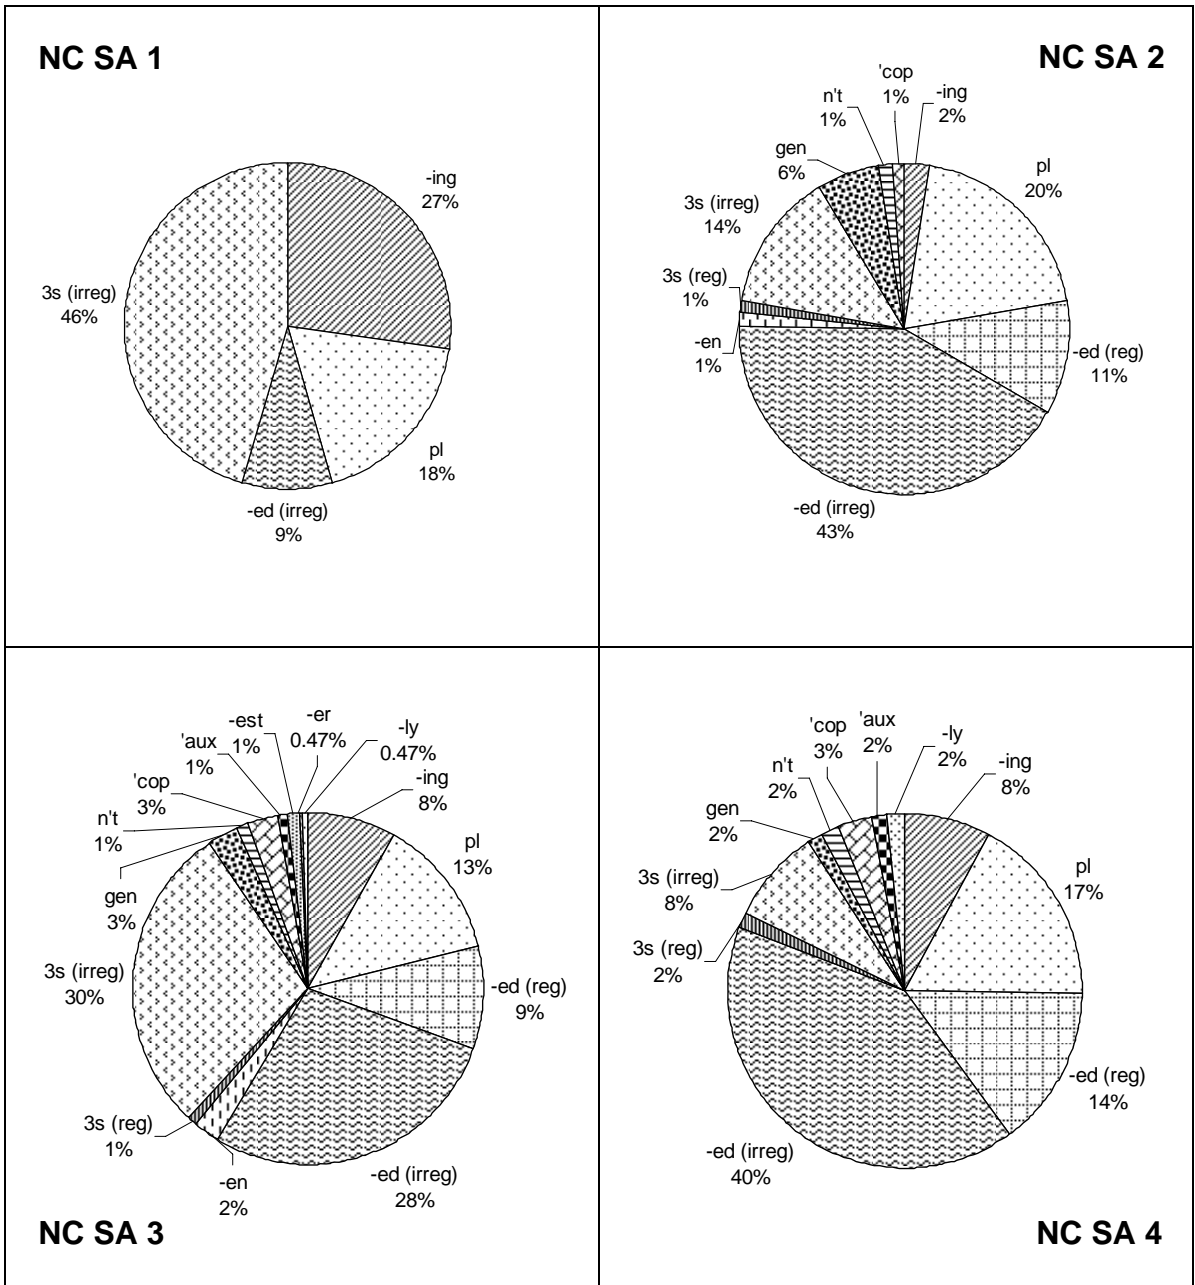 NC SA 1
-ing
27%
3s (irreg)
46%
pl
18%
-ed (irreg)
9%
NC SA 2
'cop
1%
-ing
2%
n't
1%
gen
6%
pl
20%
3s (irreg)
14%
3s (reg)
1%
-en
1%
-ed (reg)
11%
-ed (irreg)
43%
-er
0.47%
-est
1%
-ly
0.47%
'aux
1%
-ing
8%
'cop
3%
n't
1%
pl
13%
gen
3%
3s (irreg)
30%
-ed (reg)
9%
3s (reg)
1%
-en
2%
-ed (irreg)
28%
NC SA 3
'cop
3%
'aux
2%
-ly
2%
-ing
8%
n't
2%
gen
2%
pl
17%
3s (irreg)
8%
3s (reg)
2%
-ed (reg)
14%
-ed (irreg)
40%
NC SA 4